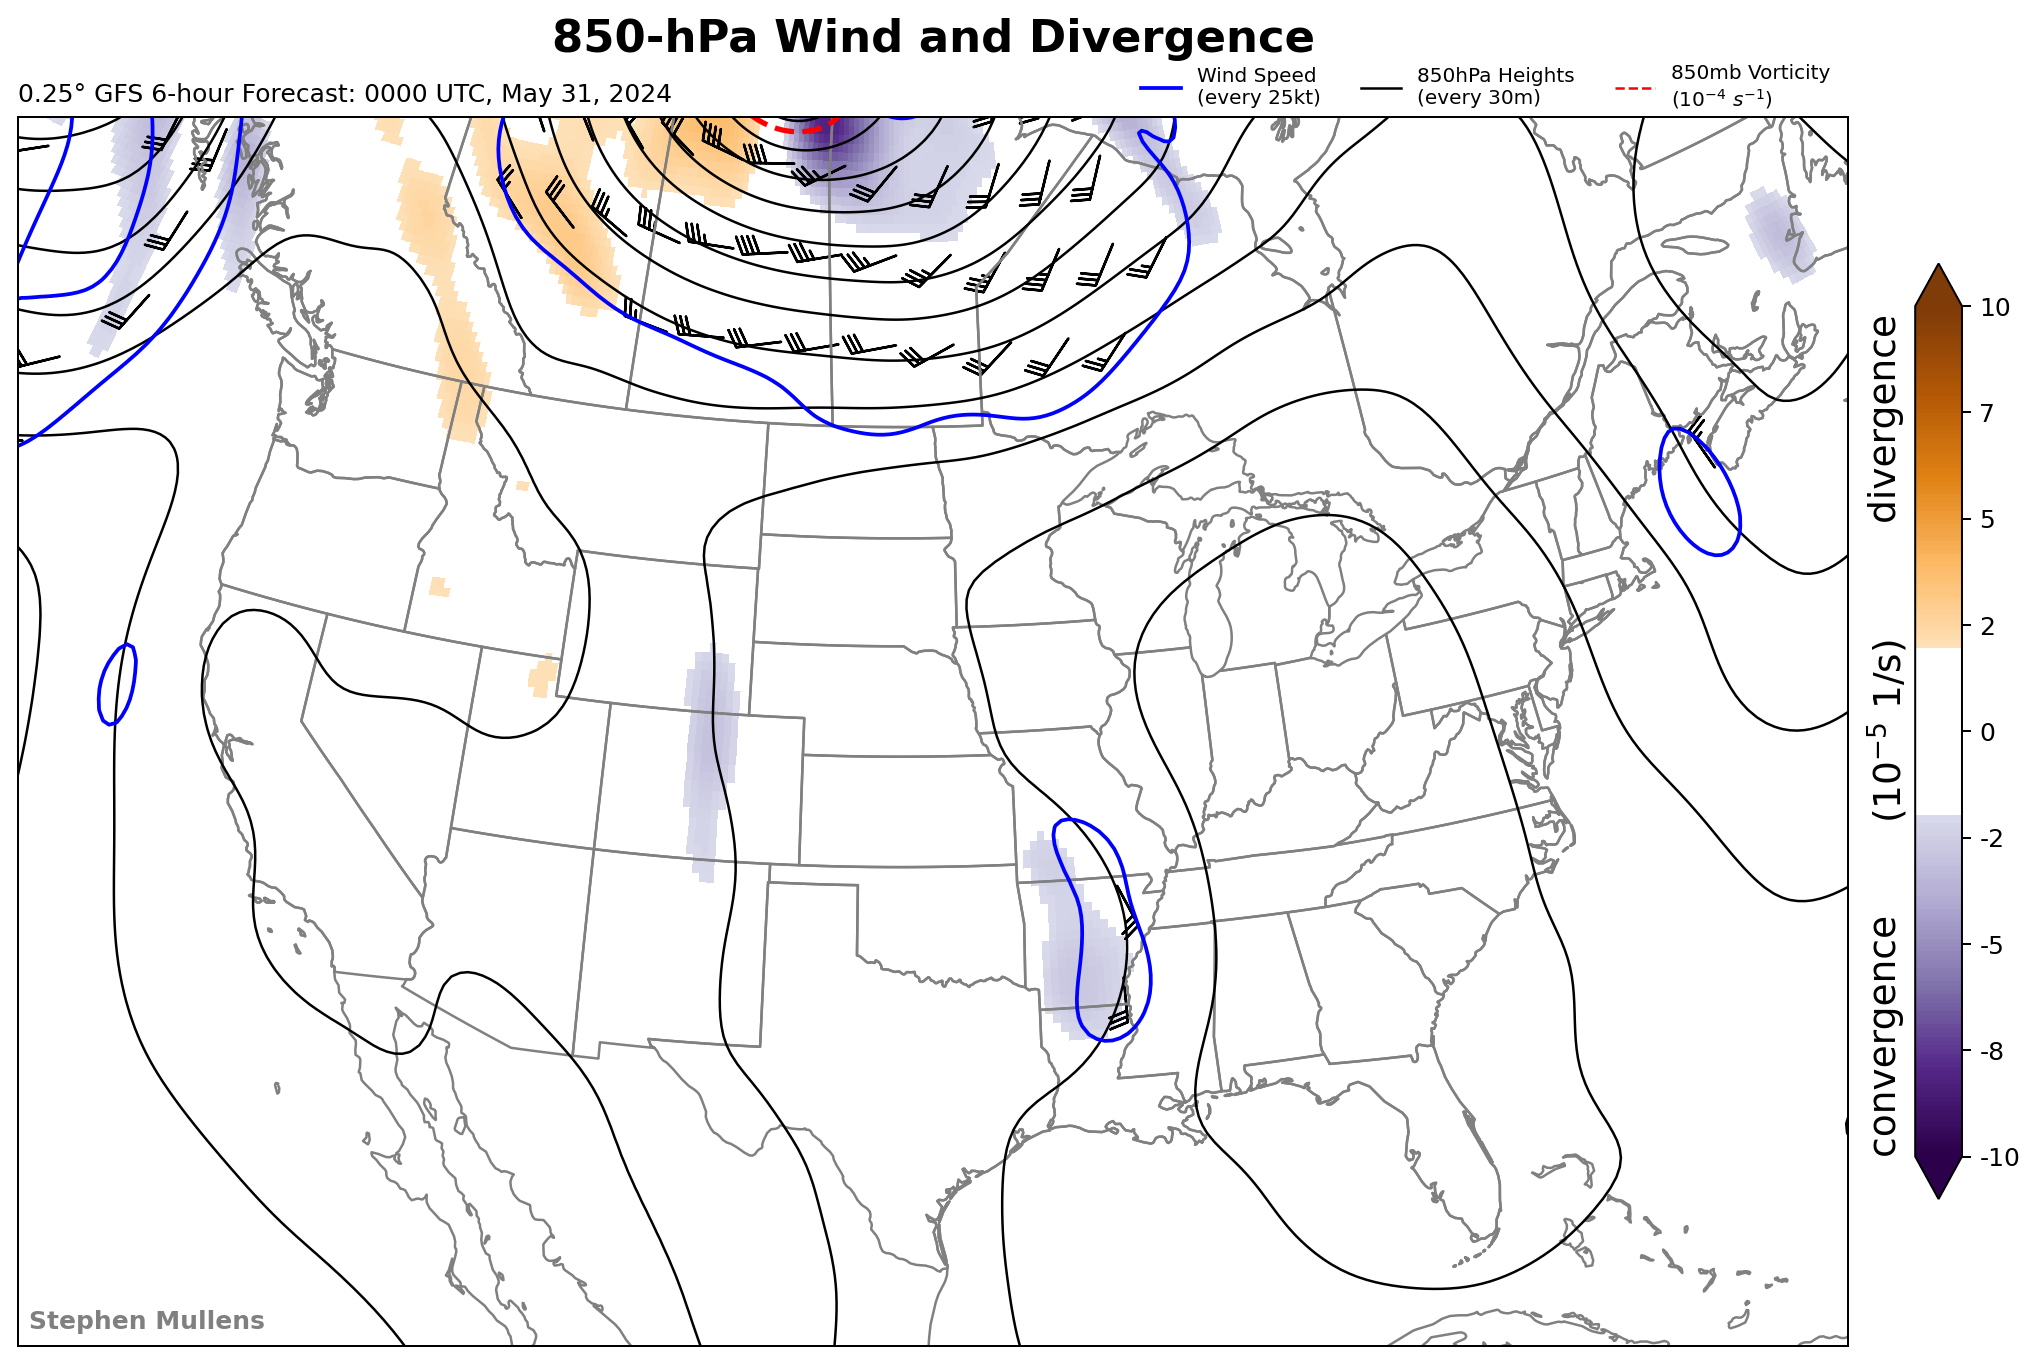 850-hPa Wind and Divergence
0.25° GFS 6-hour Forecast: 0000 UTC, May 31, 2024
Wind Speed
(every 25kt)
850hPa Heights
(every 30m)
850mb Vorticity
(10⁻⁴ s⁻¹)
10
7
5
2
0
-2
-5
-8
-10
convergence (10⁻⁵ 1/s) divergence
Stephen Mullens